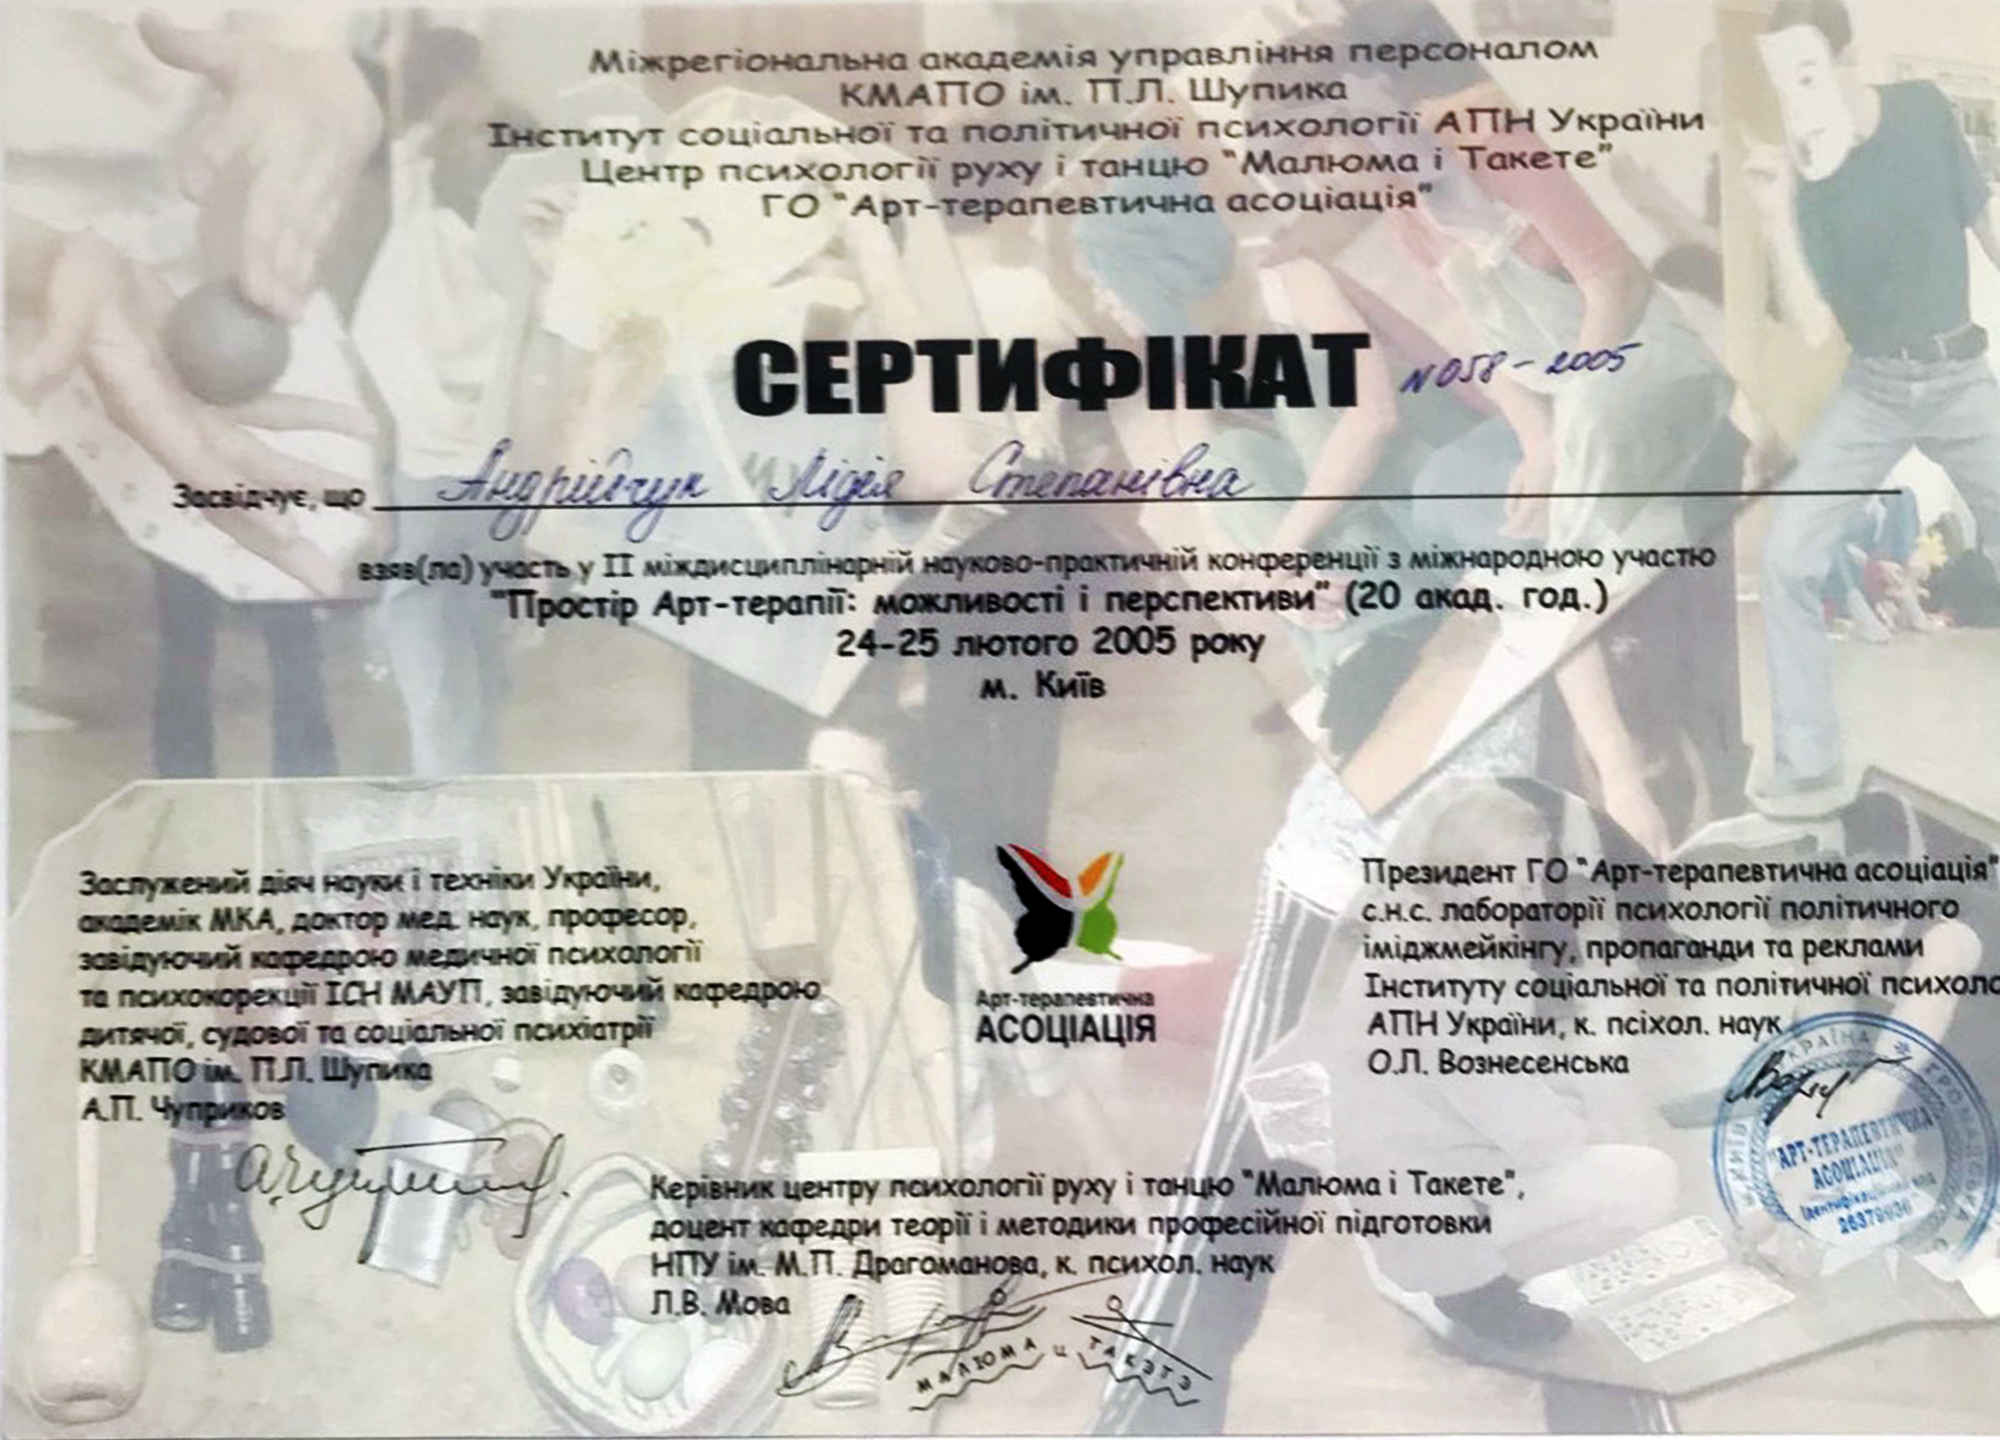 Міжрегіональна академія управління персоналом
КМАПО ім. П.Л. Шупика
Інститут соціальної та політичної психології АПН України
Центр психології руху і танцю "Малюма і Такете"
ГО "Арт-терапевтична асоціація"
СЕРТИФІКАТ №058-2005
Засвідчує, що Андрійчук Лідія Степанівна
взяв(ла) участь у II міждисциплінарній науково-практичній конференції з міжнародною участю
"Простір Арт-терапії: можливості і перспективи" (20 акад. год.)
24-25 лютого 2005 року
м. Київ
Заслужений діяч науки і техніки України,
академік МКА, доктор мед. наук, професор,
завідуючий кафедрою медичної психології
та психокорекції ІСН МАУП, завідуючий кафедрою
дитячої, судової та соціальної психіатрії
КМАПО ім. П.Л. Шупика
А.П. Чуприков
Арт-терапевтична
АСОЦІАЦІЯ
Президент ГО "Арт-терапевтична асоціація"
с.н.с. лабораторії психології політичного
іміджмейкінгу, пропаганди та реклами
Інституту соціальної та політичної психоло
АПН України, к. псіхол. наук
О.Л. Вознесенська
УКРАЇНА
КИЇВ
"АРТ-ТЕРАПЕВТИЧНА
АСОЦІАЦІЯ"
Керівник центру психології руху і танцю "Малюма і Такете",
доцент кафедри теорії і методики професійної підготовки
НПУ ім. М.П. Драгоманова, к. психол. наук
Л.В. Мова
МАЛЮМА и ТАКЭТЭ